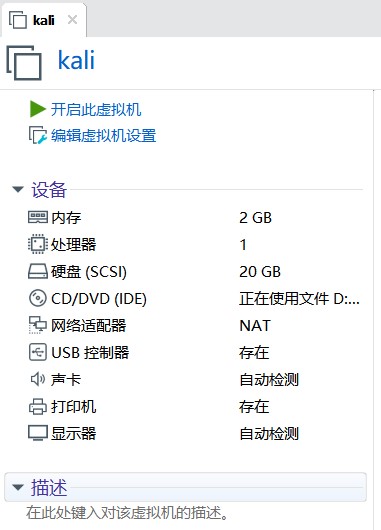 kali
kali
开启此虚拟机
编辑虚拟机设置
设备
内存 2 GB
处理器 1
硬盘 (SCSI) 20 GB
CD/DVD (IDE) 正在使用文件 D:...
网络适配器 NAT
USB 控制器 存在
声卡 自动检测
打印机 存在
显示器 自动检测
描述
在此处键入对该虚拟机的描述。